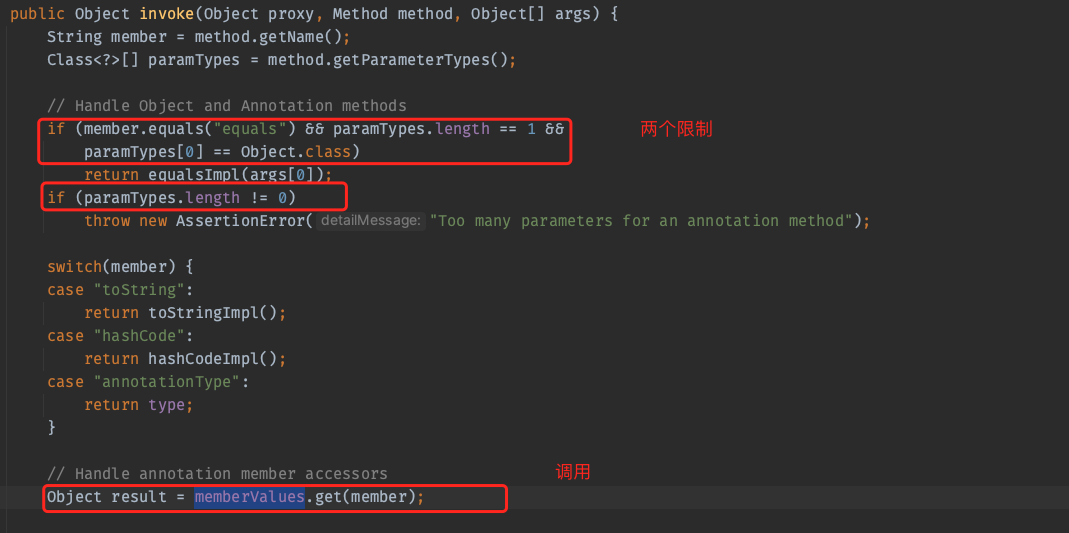 public Object invoke(Object proxy, Method method, Object[] args) {
String member = method.getName();
Class<?>[] paramTypes = method.getParameterTypes();
// Handle Object and Annotation methods
if (member.equals("equals") && paramTypes.length == 1 && 两个限制
paramTypes[0] == Object.class)
return equalsImpl(args[0]);
if (paramTypes.length != 0)
throw new AssertionError( detailMessage: "Too many parameters for an annotation method");
switch(member) {
case "toString":
return toStringImpl();
case "hashCode":
return hashCodeImpl();
case "annotationType":
return type;
}
// Handle annotation member accessors 调用
Object result = memberValues.get(member);